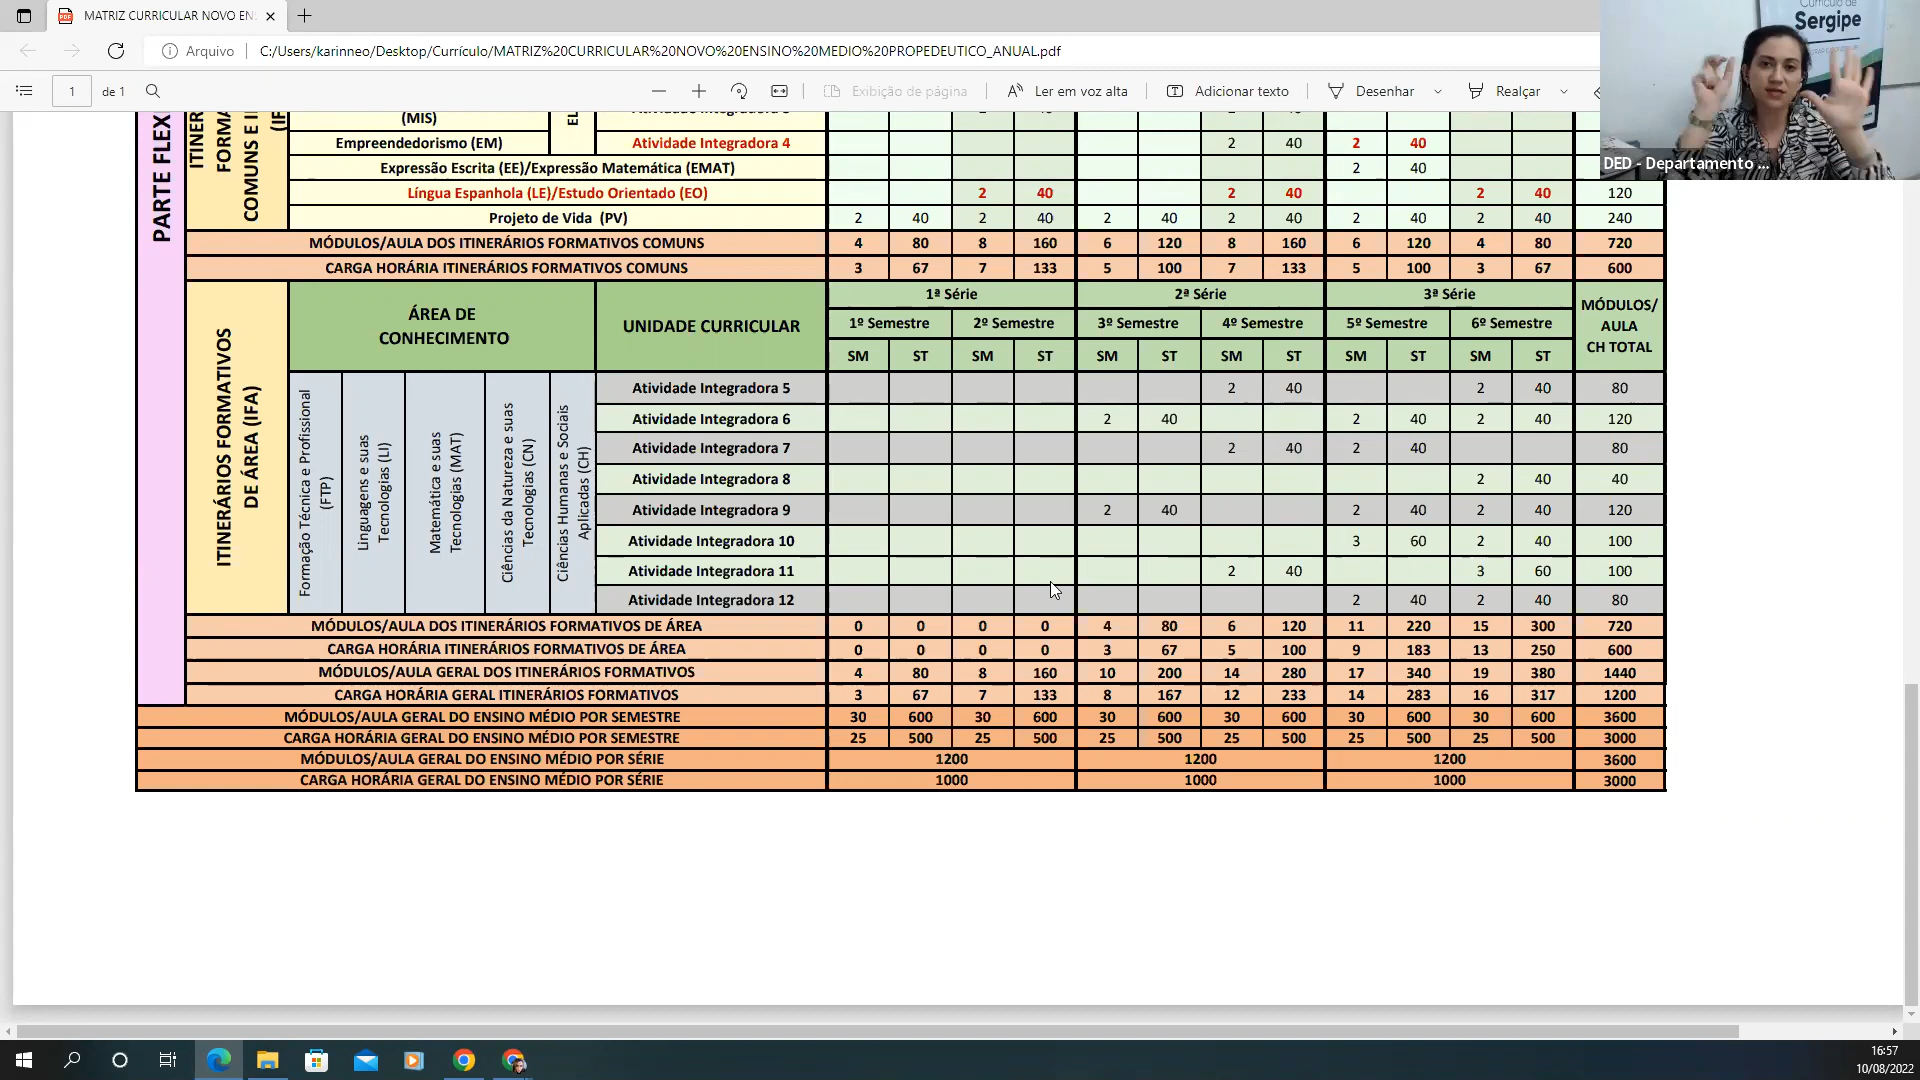 MATRIZ CURRICULAR NOVO EN
Arquivo C:/Users/karinneo/Desktop/Currículo/MATRIZ%20CURRICULAR%20NOVO%20ENSINO%20MEDIO%20PROPEDEUTICO_ANUAL.pdf
1 de 1 Exibição de página Ler em voz alta Adicionar texto Desenhar Realçar
Currículo de
Sergipe
DED - Departamento ...
PARTE FLEX
ITINER
FORMA
COMUNS E I
(MIS)
Empreendedorismo (EM) Atividade Integradora 4 2 40 2 40
Expressão Escrita (EE)/Expressão Matemática (EMAT) 2 40
Língua Espanhola (LE)/Estudo Orientado (EO) 2 40 2 40 2 40 120
Projeto de Vida (PV) 2 40 2 40 2 40 2 40 2 40 2 40 240
MÓDULOS/AULA DOS ITINERÁRIOS FORMATIVOS COMUNS 4 80 8 160 6 120 8 160 6 120 4 80 720
CARGA HORÁRIA ITINERÁRIOS FORMATIVOS COMUNS 3 67 7 133 5 100 7 133 5 100 3 67 600
ITINERÁRIOS FORMATIVOS
DE ÁREA (IFA)
ÁREA DE
CONHECIMENTO
UNIDADE CURRICULAR
1ª Série 2ª Série 3ª Série
1º Semestre 2º Semestre 3º Semestre 4º Semestre 5º Semestre 6º Semestre
SM ST SM ST SM ST SM ST SM ST SM ST
MÓDULOS/
AULA
CH TOTAL
Formação Técnica e Profissional
(FTP)
Linguagens e suas
Tecnologias (LI)
Matemática e suas
Tecnologias (MAT)
Ciências da Natureza e suas
Tecnologias (CN)
Ciências Humanas e Sociais
Aplicadas (CH)
Atividade Integradora 5 2 40 2 40 80
Atividade Integradora 6 2 40 2 40 2 40 120
Atividade Integradora 7 2 40 2 40 80
Atividade Integradora 8 2 40 40
Atividade Integradora 9 2 40 2 40 2 40 120
Atividade Integradora 10 3 60 2 40 100
Atividade Integradora 11 2 40 3 60 100
Atividade Integradora 12 2 40 2 40 80
MÓDULOS/AULA DOS ITINERÁRIOS FORMATIVOS DE ÁREA 0 0 0 0 4 80 6 120 11 220 15 300 720
CARGA HORÁRIA ITINERÁRIOS FORMATIVOS DE ÁREA 0 0 0 0 3 67 5 100 9 183 13 250 600
MÓDULOS/AULA GERAL DOS ITINERÁRIOS FORMATIVOS 4 80 8 160 10 200 14 280 17 340 19 380 1440
CARGA HORÁRIA GERAL ITINERÁRIOS FORMATIVOS 3 67 7 133 8 167 12 233 14 283 16 317 1200
MÓDULOS/AULA GERAL DO ENSINO MÉDIO POR SEMESTRE 30 600 30 600 30 600 30 600 30 600 30 600 3600
CARGA HORÁRIA GERAL DO ENSINO MÉDIO POR SEMESTRE 25 500 25 500 25 500 25 500 25 500 25 500 3000
MÓDULOS/AULA GERAL DO ENSINO MÉDIO POR SÉRIE 1200 1200 1200 3600
CARGA HORÁRIA GERAL DO ENSINO MÉDIO POR SÉRIE 1000 1000 1000 3000
16:57
10/08/2022